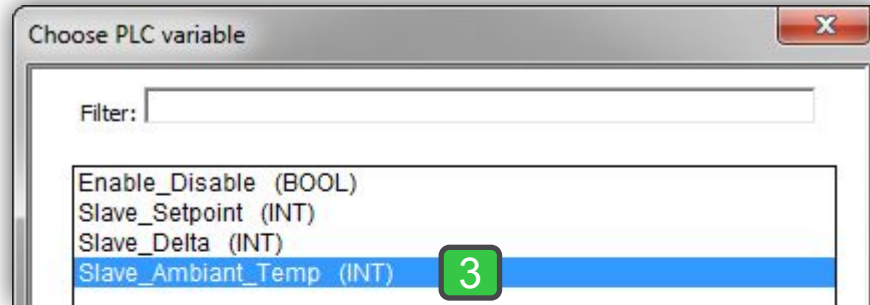 Choose PLC variable
Filter:
Enable_Disable (BOOL)
Slave_Setpoint (INT)
Slave_Delta (INT)
Slave_Ambiant_Temp (INT) 3